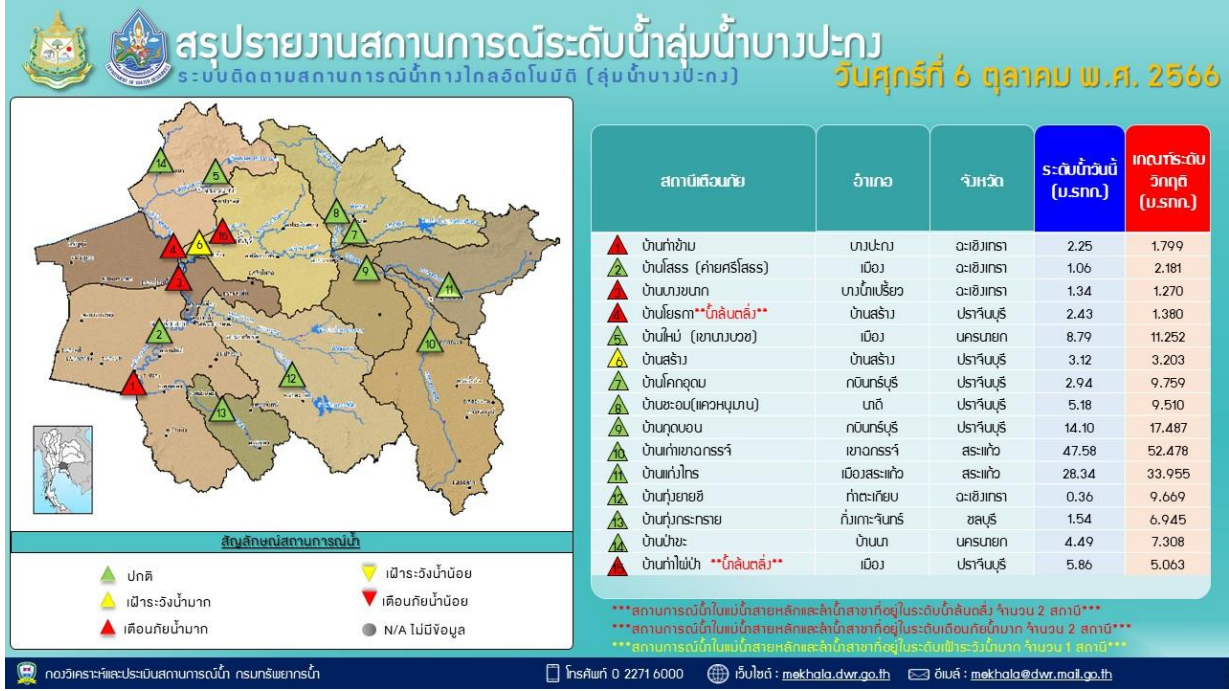 สรุปรายงานสถานการณ์ระดับน้ำลุ่มน้ำบางปะกง
ระบบติดตามสถานการณ์น้ำทางไกลอัตโนมัติ (ลุ่มน้ำบางปะกง)
วันศุกร์ที่ 6 ตุลาคม พ.ศ. 2566
สถานีเตือนภัย อำเภอ จังหวัด ระดับน้ำวันนี้ (ม.รทก.) เกณฑ์ระดับวิกฤติ (ม.รทก.)
1 บ้านท่าข้าม บางปะกง ฉะเชิงเทรา 2.25 1.799
2 บ้านโสธร (ค่ายศรีโสธร) เมือง ฉะเชิงเทรา 1.06 2.181
3 บ้านบางขนาก บางน้ำเปรี้ยว ฉะเชิงเทรา 1.34 1.270
4 บ้านโยธกา**น้ำล้นตลิ่ง** บ้านสร้าง ปราจีนบุรี 2.43 1.380
5 บ้านใหม่ (เขานางบวช) เมือง นครนายก 8.79 11.252
6 บ้านสร้าง บ้านสร้าง ปราจีนบุรี 3.12 3.203
7 บ้านโคกอุดม กบินทร์บุรี ปราจีนบุรี 2.94 9.759
8 บ้านซะอม(แควหนุมาน) นาดี ปราจีนบุรี 5.18 9.510
9 บ้านกุดบอน กบินทร์บุรี ปราจีนบุรี 14.10 17.487
10 บ้านเก่าเขาฉกรรจ์ เขาฉกรรจ์ สระแก้ว 47.58 52.478
11 บ้านแก่งไทร เมืองสระแก้ว สระแก้ว 28.34 33.955
12 บ้านทุ่งยายชี ท่าตะเกียบ ฉะเชิงเทรา 0.36 9.669
13 บ้านทุ่งกระทราย กิ่งเกาะจันทร์ ชลบุรี 1.54 6.945
14 บ้านป่าขะ บ้านนา นครนายก 4.49 7.308
15 บ้านท่าไผ่ป่า **น้ำล้นตลิ่ง** เมือง ปราจีนบุรี 5.86 5.063
สัญลักษณ์สถานการณ์น้ำ
ปกติ
เฝ้าระวังน้ำน้อย
เฝ้าระวังน้ำมาก
เตือนภัยน้ำน้อย
เตือนภัยน้ำมาก
N/A ไม่มีข้อมูล
***สถานการณ์น้ำในแม่น้ำสายหลักและลำน้ำสาขาที่อยู่ในระดับน้ำล้นตลิ่ง จำนวน 2 สถานี***
***สถานการณ์น้ำในแม่น้ำสายหลักและลำน้ำสาขาที่อยู่ในระดับเตือนภัยน้ำมาก จำนวน 2 สถานี***
***สถานการณ์น้ำในแม่น้ำสายหลักและลำน้ำสาขาที่อยู่ในระดับเฝ้าระวังน้ำมาก จำนวน 1 สถานี***
กองวิเคราะห์และประเมินสถานการณ์น้ำ กรมทรัพยากรน้ำ
โทรศัพท์ 0 2271 6000
เว็บไซต์ : mekhala.dwr.go.th
อีเมล์ : mekhala@dwr.mail.go.th